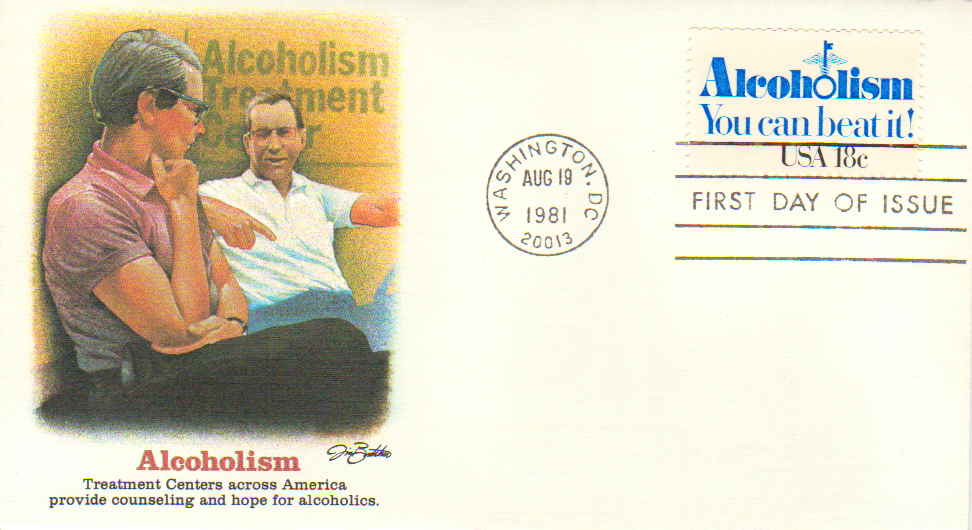 Alcoholism
Treatment
Center
Alcoholism
You can beat it!
USA 18c
WASHINGTON, DC
AUG 19
1981
20013
FIRST DAY OF ISSUE
Alcoholism
Treatment Centers across America
provide counseling and hope for alcoholics.